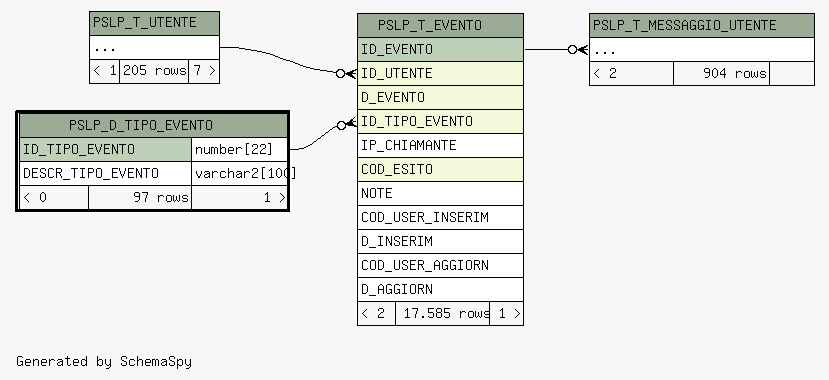 PSLP_T_UTENTE
...
< 1 205 rows 7 >
PSLP_D_TIPO_EVENTO
ID_TIPO_EVENTO number[22]
DESCR_TIPO_EVENTO varchar2[100]
< 0 97 rows 1 >
PSLP_T_EVENTO
ID_EVENTO
ID_UTENTE
D_EVENTO
ID_TIPO_EVENTO
IP_CHIAMANTE
COD_ESITO
NOTE
COD_USER_INSERIM
D_INSERIM
COD_USER_AGGIORN
D_AGGIORN
< 2 17.585 rows 1 >
PSLP_T_MESSAGGIO_UTENTE
...
< 2 904 rows
Generated by SchemaSpy